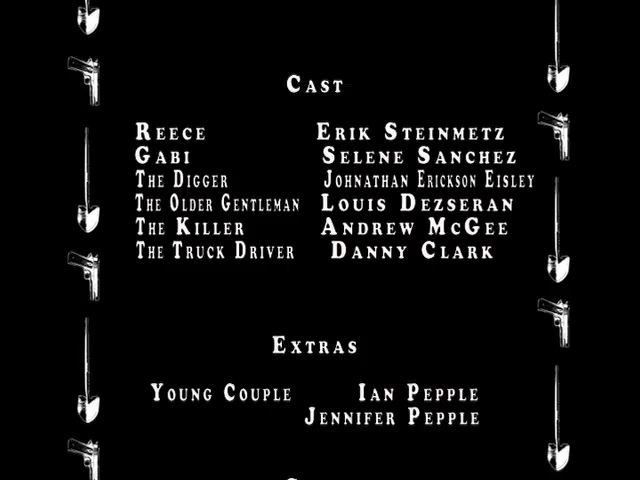 Cast
Reece Erik Steinmetz
Gabi Selene Sanchez
The Digger Johnathan Erickson Eisley
The Older Gentleman Louis Dezseran
The Killer Andrew McGee
The Truck Driver Danny Clark
Extras
Young Couple Ian Pepple
Jennifer Pepple